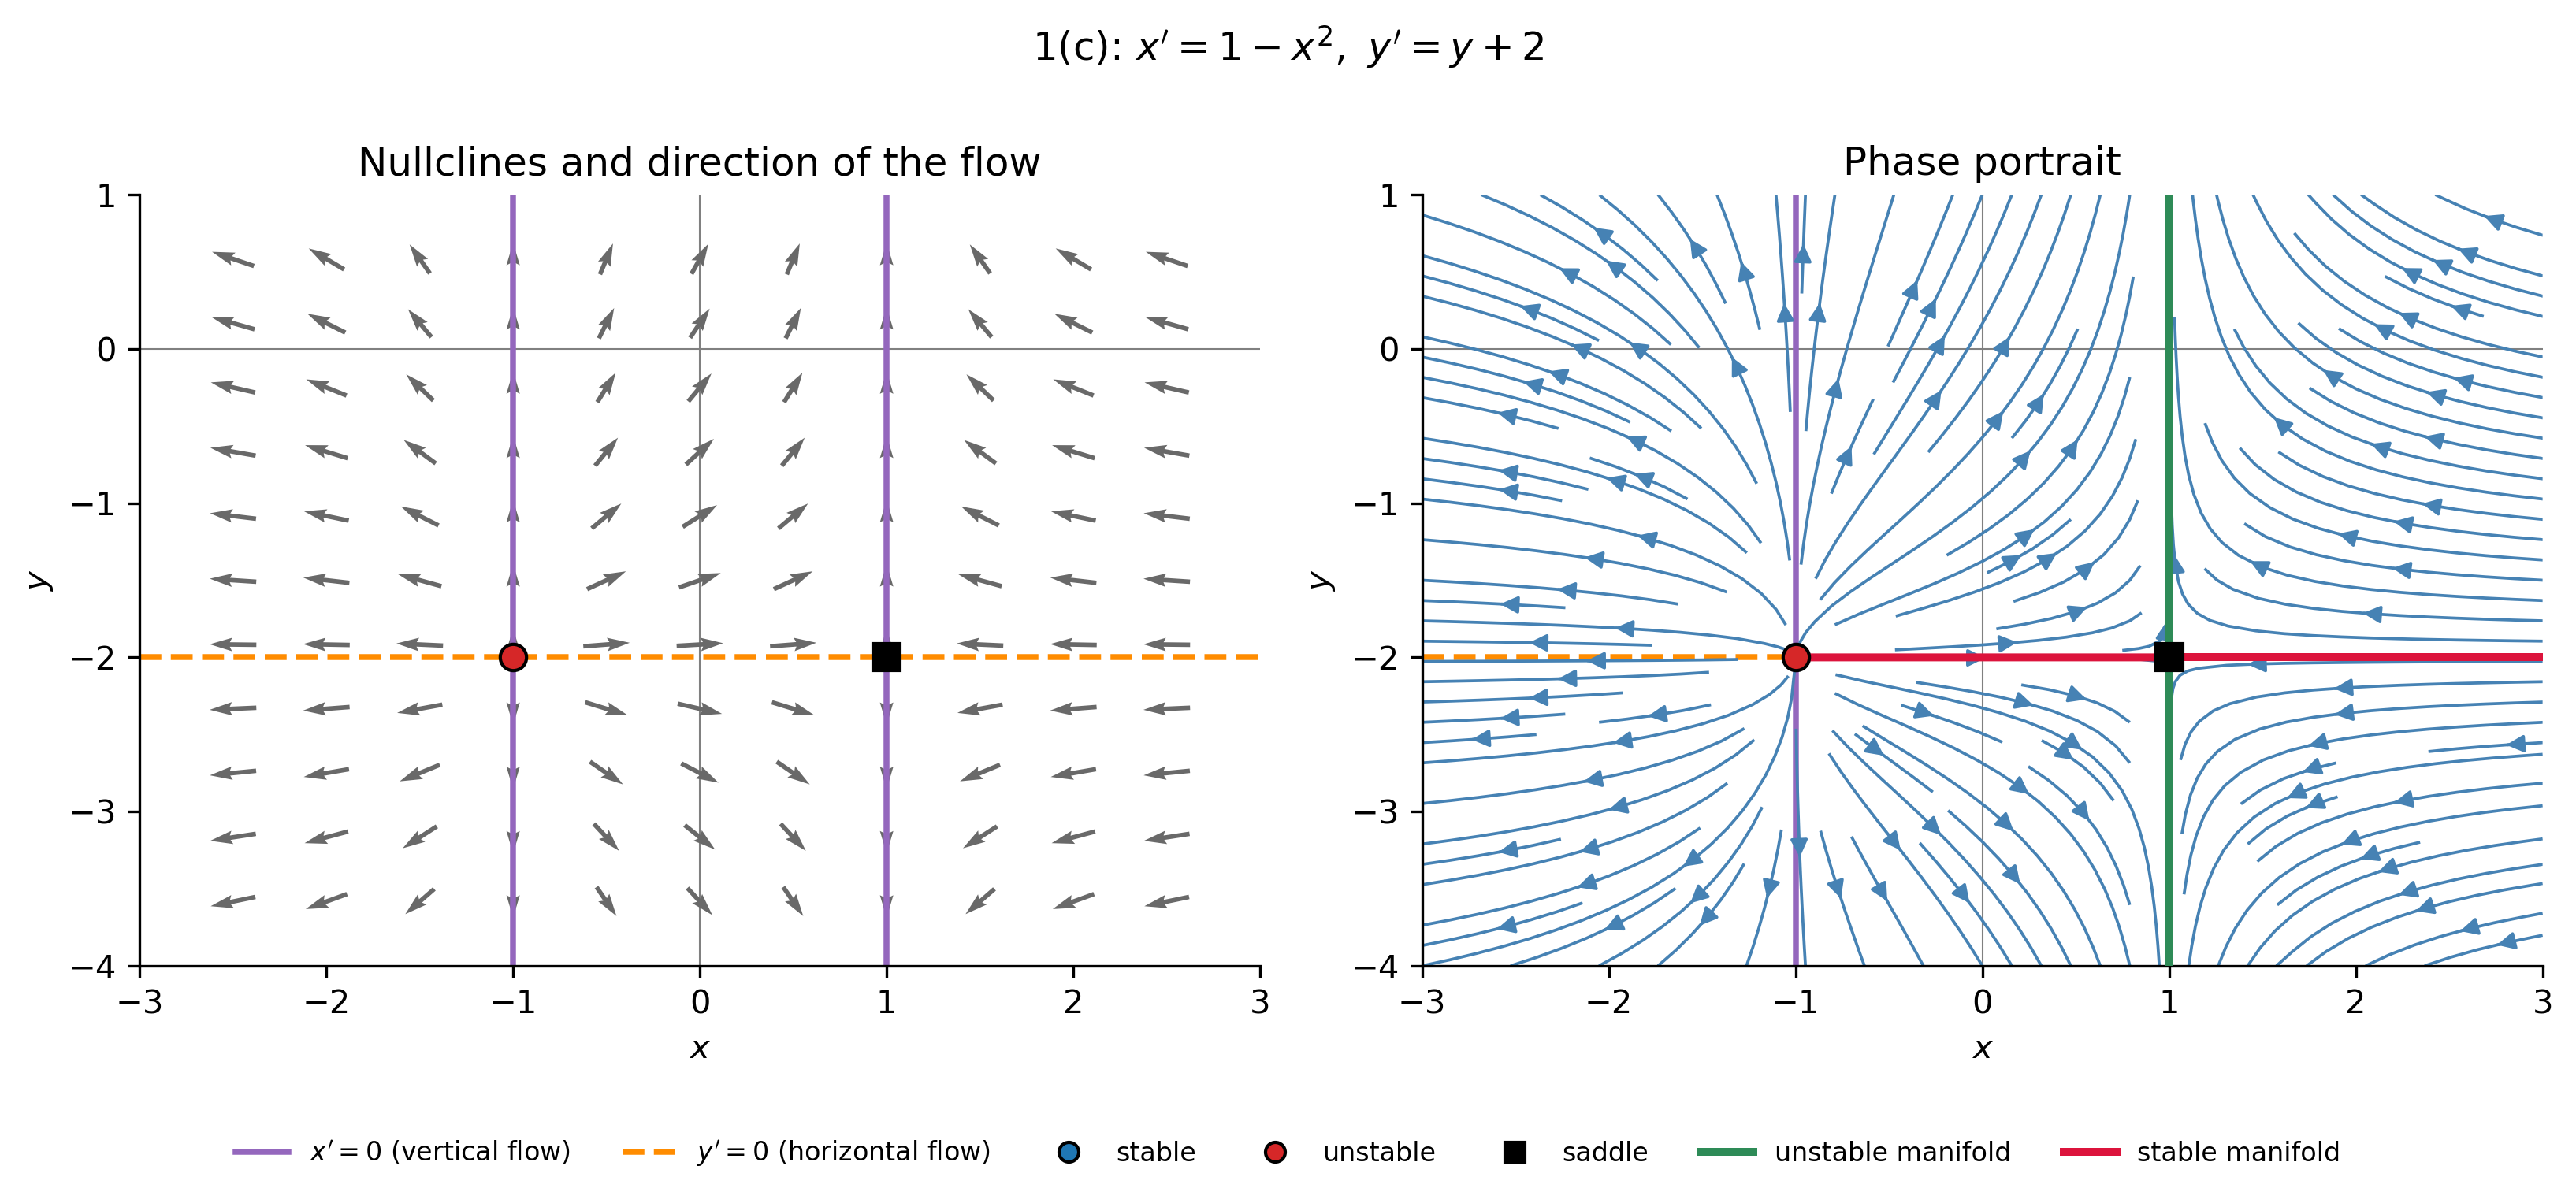 1(c): x′ = 1 − x², y′ = y + 2
Nullclines and direction of the flow
1
0
−1
−2
−3
−4
y
−3 −2 −1 0 1 2 3
x
Phase portrait
1
0
−1
−2
−3
−4
y
−3 −2 −1 0 1 2 3
x
x′ = 0 (vertical flow) y′ = 0 (horizontal flow) stable unstable saddle unstable manifold stable manifold